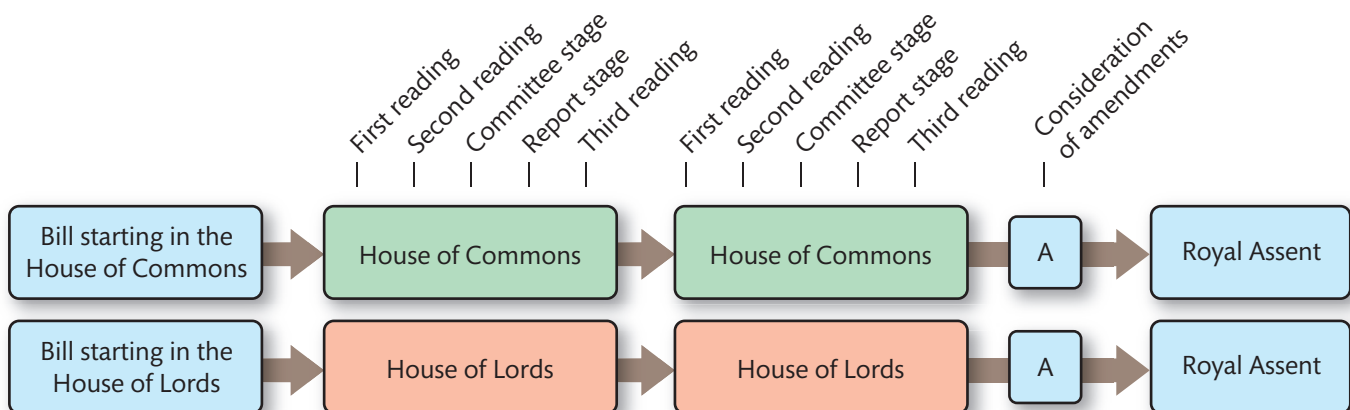 First reading
Second reading
Committee stage
Report stage
Third reading
First reading
Second reading
Committee stage
Report stage
Third reading
Consideration
of amendments
Bill starting in the
House of Commons
House of Commons
House of Commons
A
Royal Assent
Bill starting in the
House of Lords
House of Lords
House of Lords
A
Royal Assent